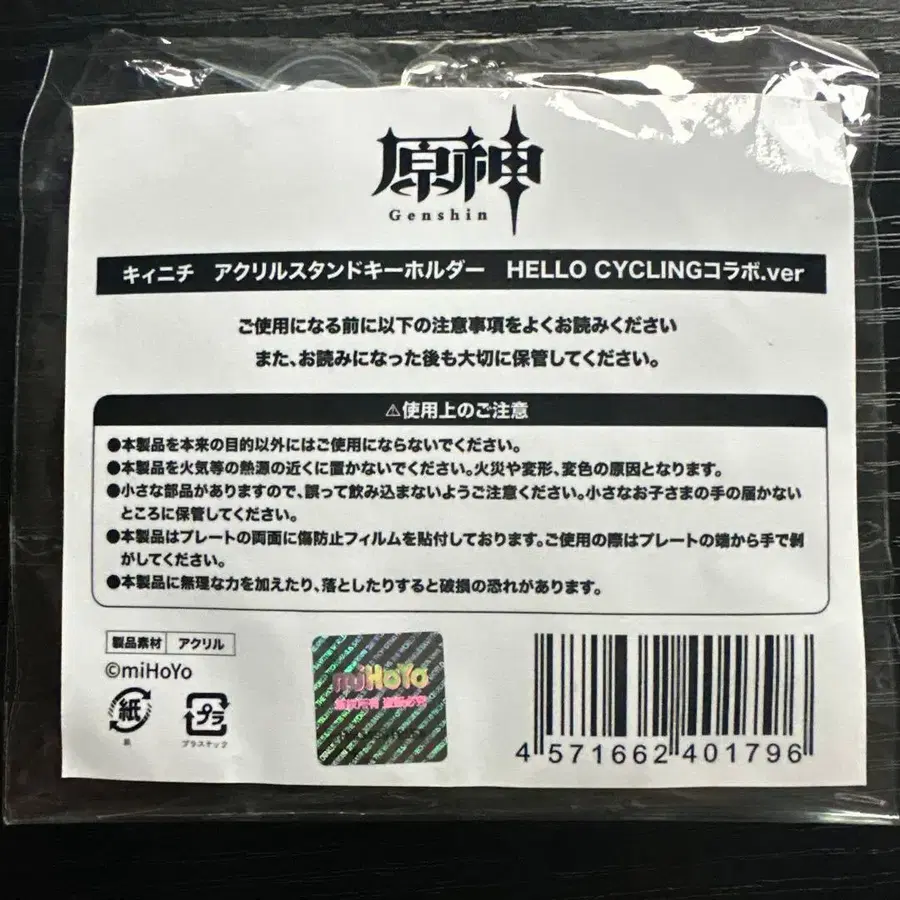 原神
Genshin
キィニチ アクリルスタンドキーホルダー HELLO CYCLINGコラボ.ver
ご使用になる前に以下の注意事項をよくお読みください
また、お読みになった後も大切に保管してください。
⚠使用上のご注意
●本製品を本来の目的以外にはご使用にならないでください。
●本製品を火気等の熱源の近くに置かないでください。火災や変形、変色の原因となります。
●小さな部品がありますので、誤って飲み込まないようご注意ください。小さなお子さまの手の届かない
ところに保管してください。
●本製品はプレートの両面に傷防止フィルムを貼付しております。ご使用の際はプレートの端から手で剝
がしてください。
●本製品に無理な力を加えたり、落としたりすると破損の恐れがあります。
製品素材 アクリル
©miHoYo
紙
プラ
プラスチック
miHoYo
版权所有 盗版必究
4 571662 401796